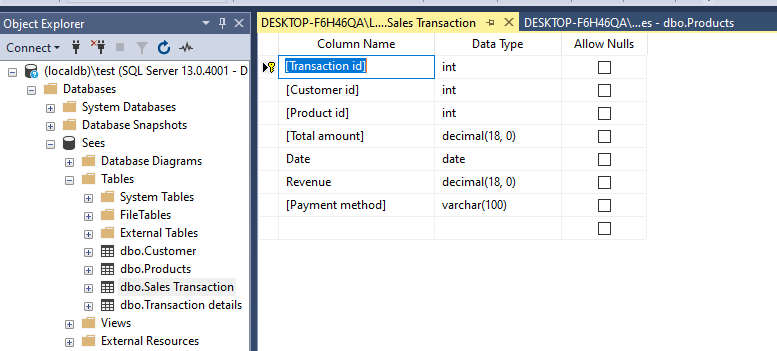 Object Explorer
Connect
(localdb)\test (SQL Server 13.0.4001 - D
Databases
System Databases
Database Snapshots
Sees
Database Diagrams
Tables
System Tables
FileTables
External Tables
dbo.Customer
dbo.Products
dbo.Sales Transaction
dbo.Transaction details
Views
External Resources
DESKTOP-F6H46QA\L....Sales Transaction
DESKTOP-F6H46QA\...es - dbo.Products
Column Name Data Type Allow Nulls
[Transaction id] int
[Customer id] int
[Product id] int
[Total amount] decimal(18, 0)
Date date
Revenue decimal(18, 0)
[Payment method] varchar(100)